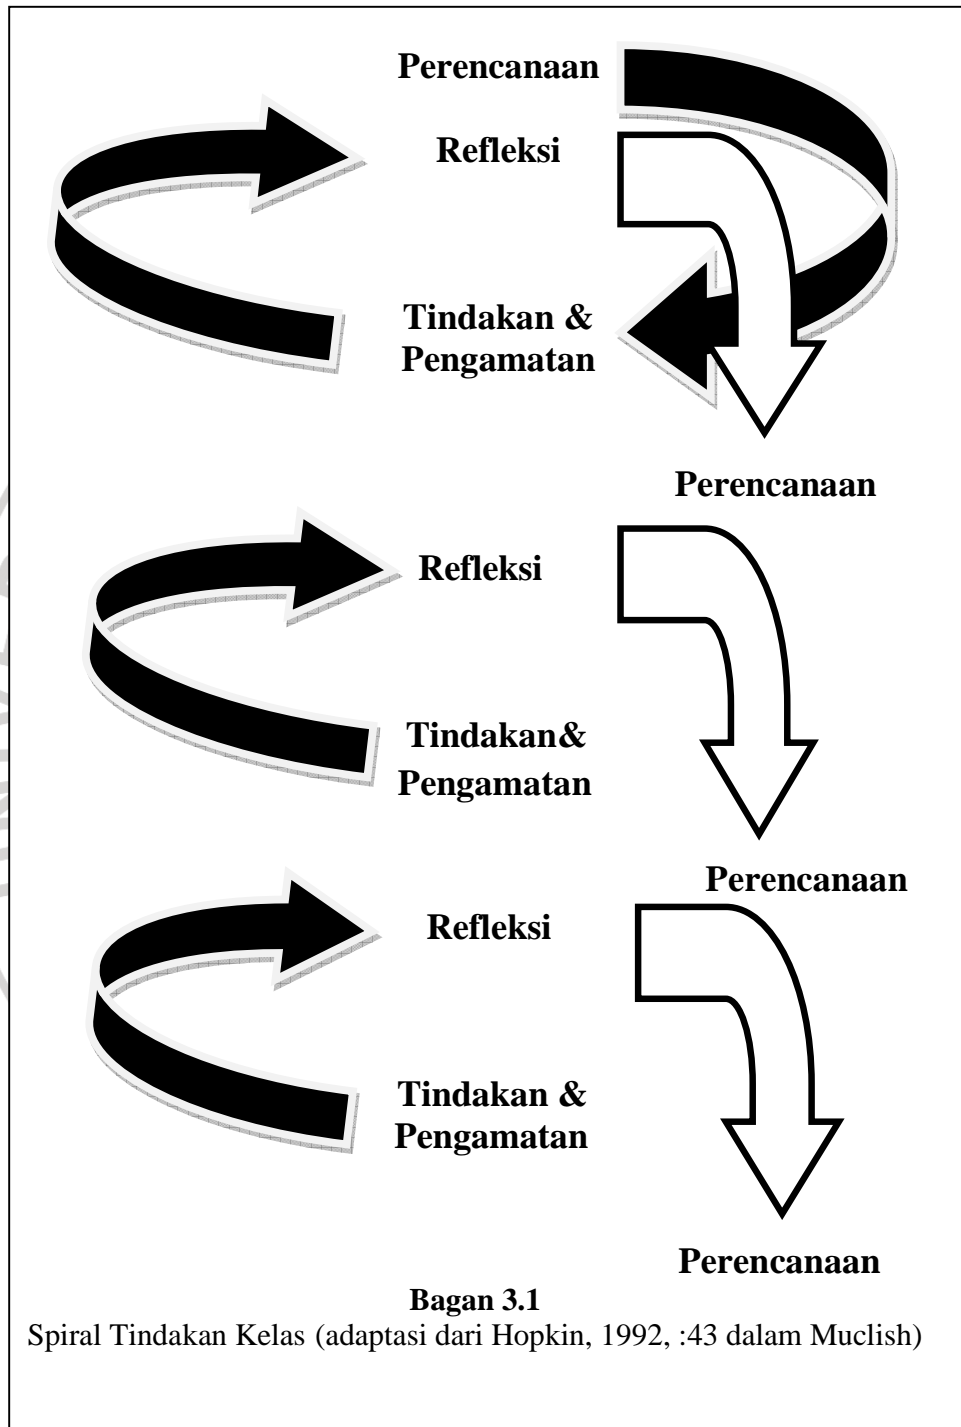 Perencanaan
Refleksi
Tindakan &
Pengamatan
Perencanaan
Refleksi
Tindakan&
Pengamatan
Perencanaan
Refleksi
Tindakan &
Pengamatan
Perencanaan
Bagan 3.1
Spiral Tindakan Kelas (adaptasi dari Hopkin, 1992, :43 dalam Muclish)